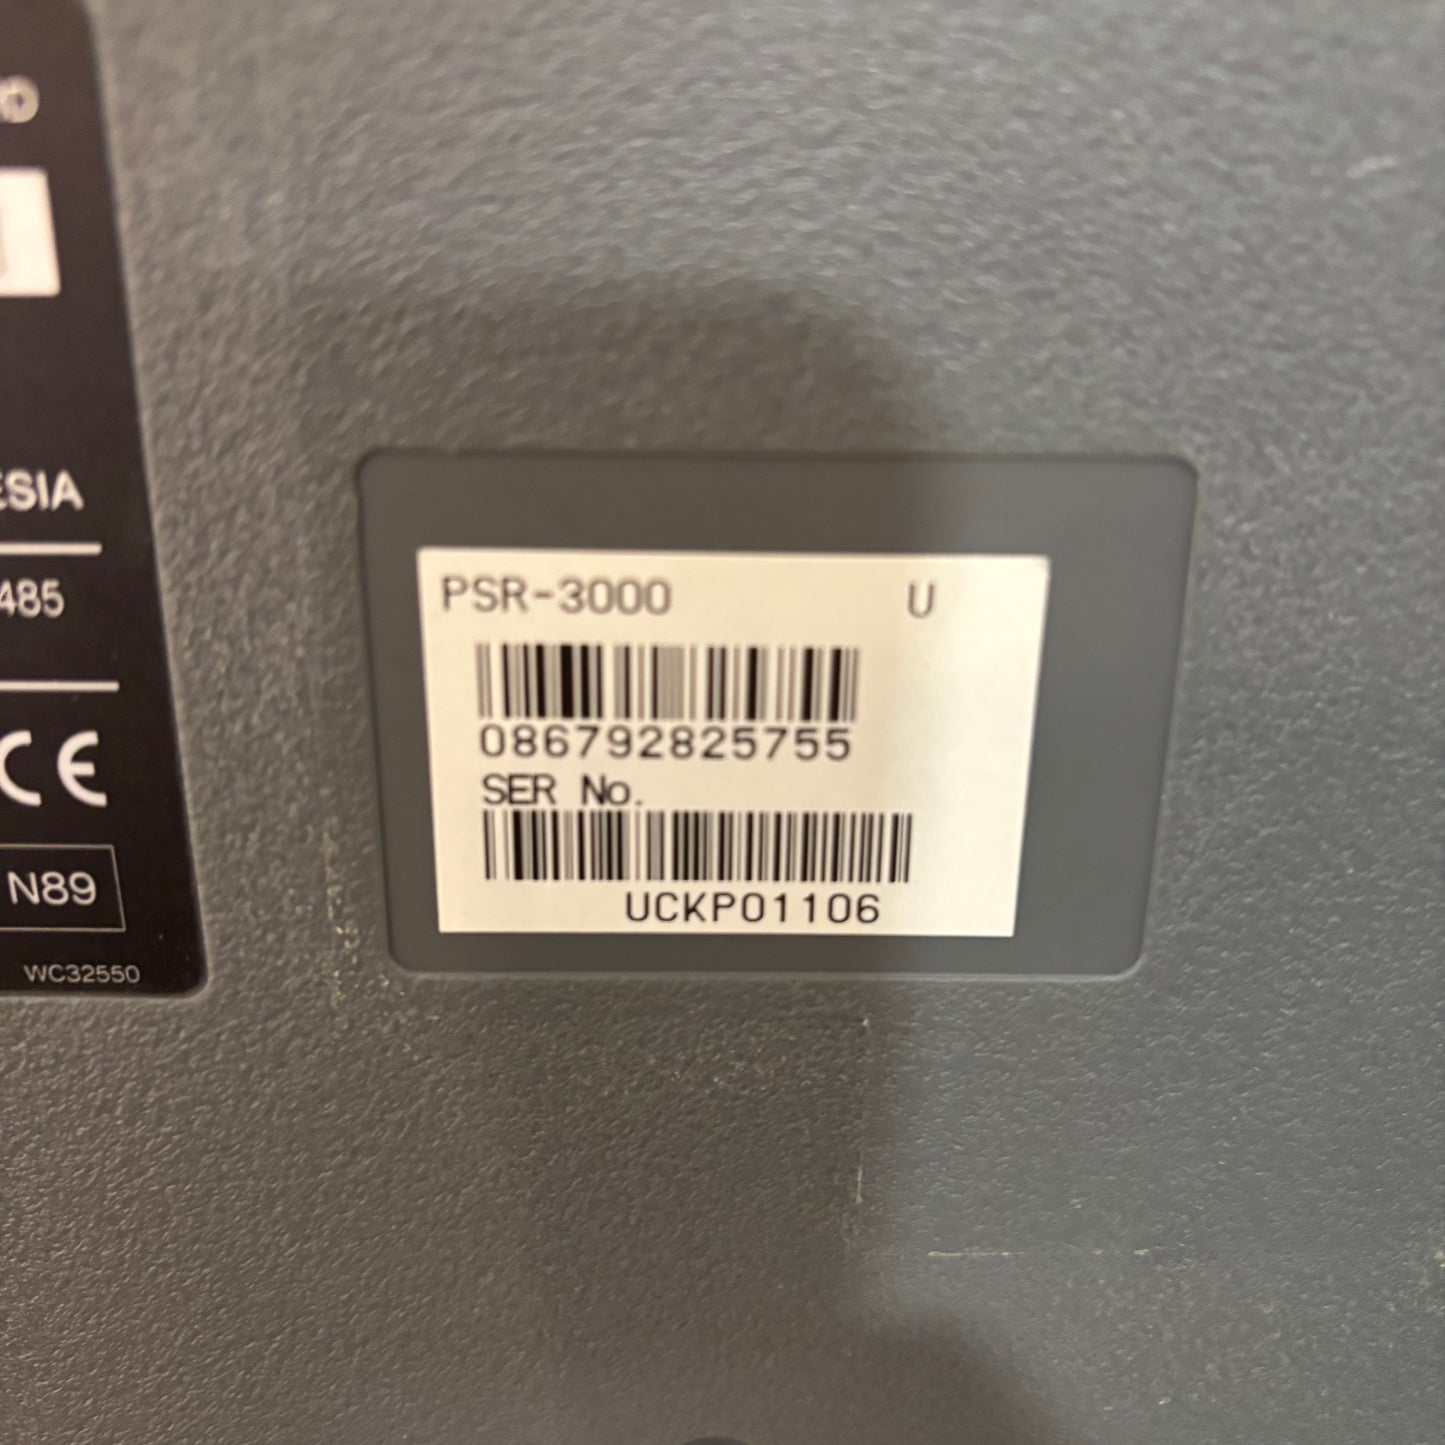 ESIA
485
CE
N89
WC32550
PSR-3000 U
086792825755
SER No.
UCKP01106